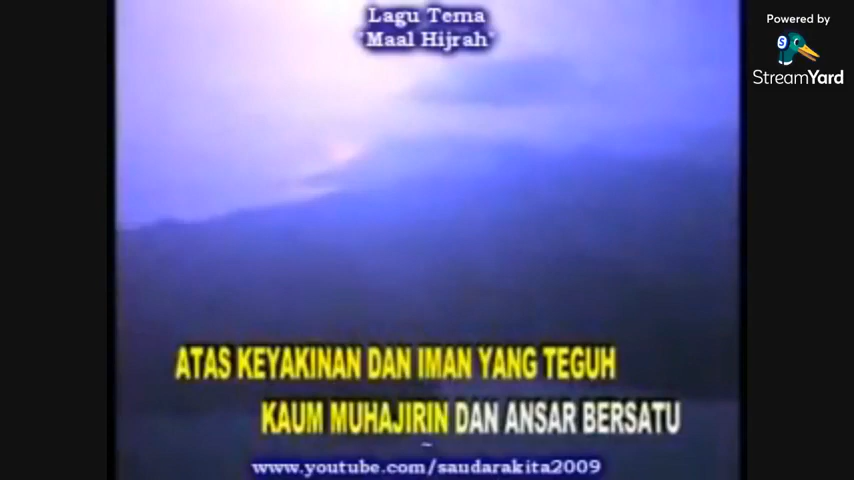 Lagu Tema
"Maal Hijrah"
Powered by
S
StreamYard
ATAS KEYAKINAN DAN IMAN YANG TEGUH
KAUM MUHAJIRIN DAN ANSAR BERSATU
~
www.youtube.com/saudarakita2009